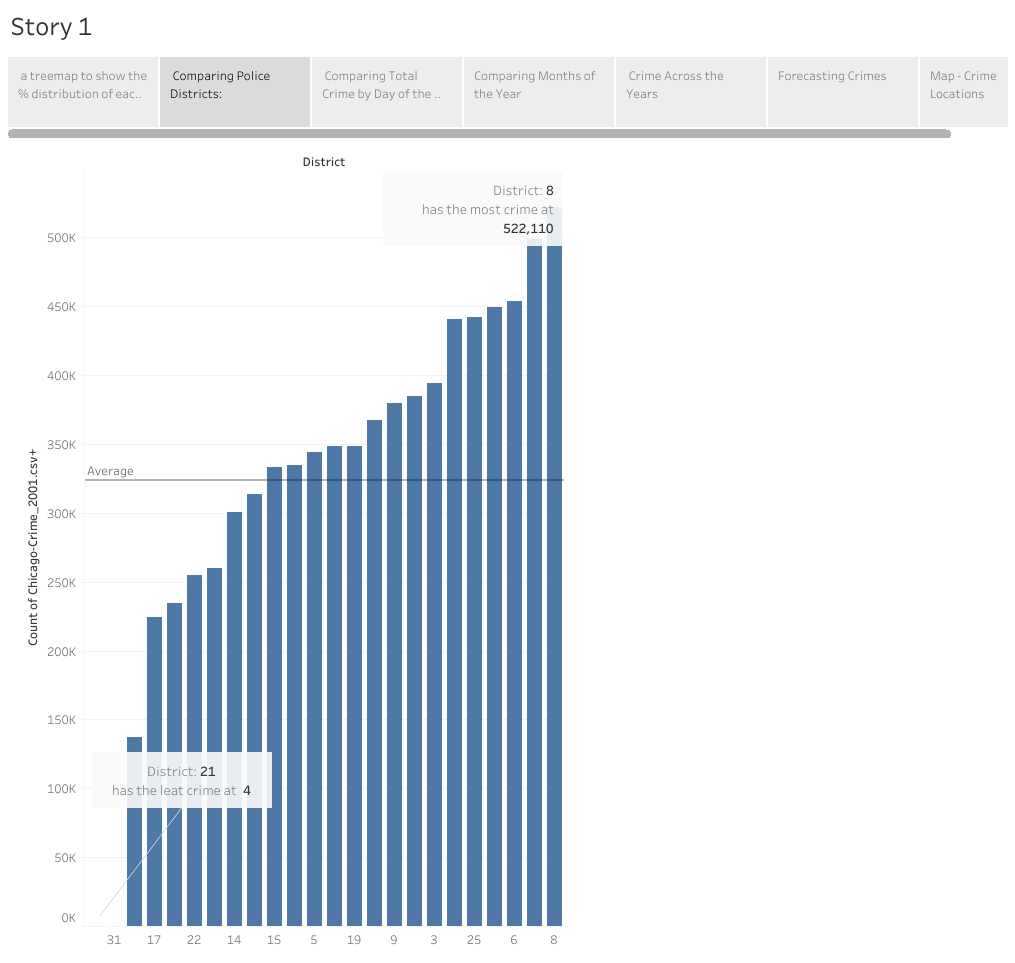 Story 1
a treemap to show the
% distribution of eac..
Comparing Police
Districts:
Comparing Total
Crime by Day of the ..
Comparing Months of
the Year
Crime Across the
Years
Forecasting Crimes
Map - Crime
Locations
District
District: 8
has the most crime at
522,110
500K
450K
400K
350K
Average
300K
250K
200K
150K
100K
50K
0K
Count of Chicago-Crime_2001.csv+
District: 21
has the leat crime at 4
31 17 22 14 15 5 19 9 3 25 6 8